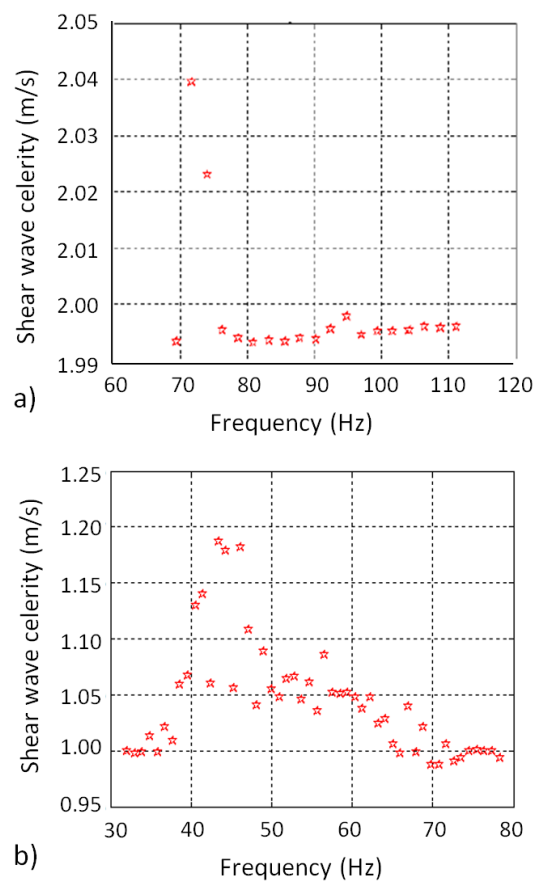 2.05
2.04
2.03
2.02
2.01
2.00
1.99
Shear wave celerity (m/s)
60 70 80 90 100 110 120
a)
Frequency (Hz)
1.25
1.20
1.15
1.10
1.05
1.00
0.95
Shear wave celerity (m/s)
30 40 50 60 70 80
b)
Frequency (Hz)